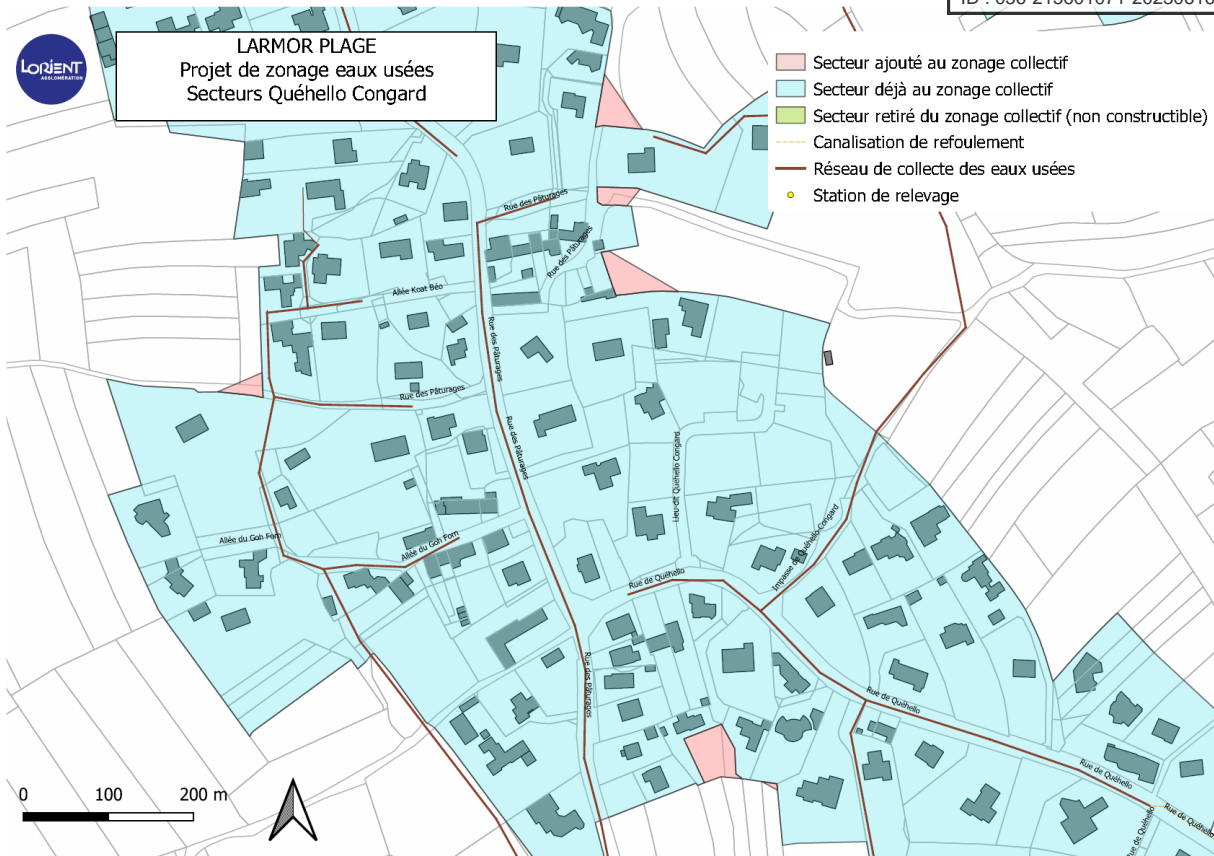 LORIENT
AGGLOMÉRATION
LARMOR PLAGE
Projet de zonage eaux usées
Secteurs Quéhello Congard
Secteur ajouté au zonage collectif
Secteur déjà au zonage collectif
Secteur retiré du zonage collectif (non constructible)
Canalisation de refoulement
Réseau de collecte des eaux usées
Station de relevage
Rue des Pâturages
Rue des Pâturages
Allée Koat Béo
Rue des Pâturages
Rue des Pâturages
Rue des Pâturages
Lieu-dit Quéhello Congard
Impasse de Quéhello Congard
Allée du Goh Forn
Allée du Goh Forn
Rue de Quéhello
Rue des Pâturages
Rue de Quéhello
Rue de Quéhello
Rue de Quéhello
Rue de Quéhello
0 100 200 m